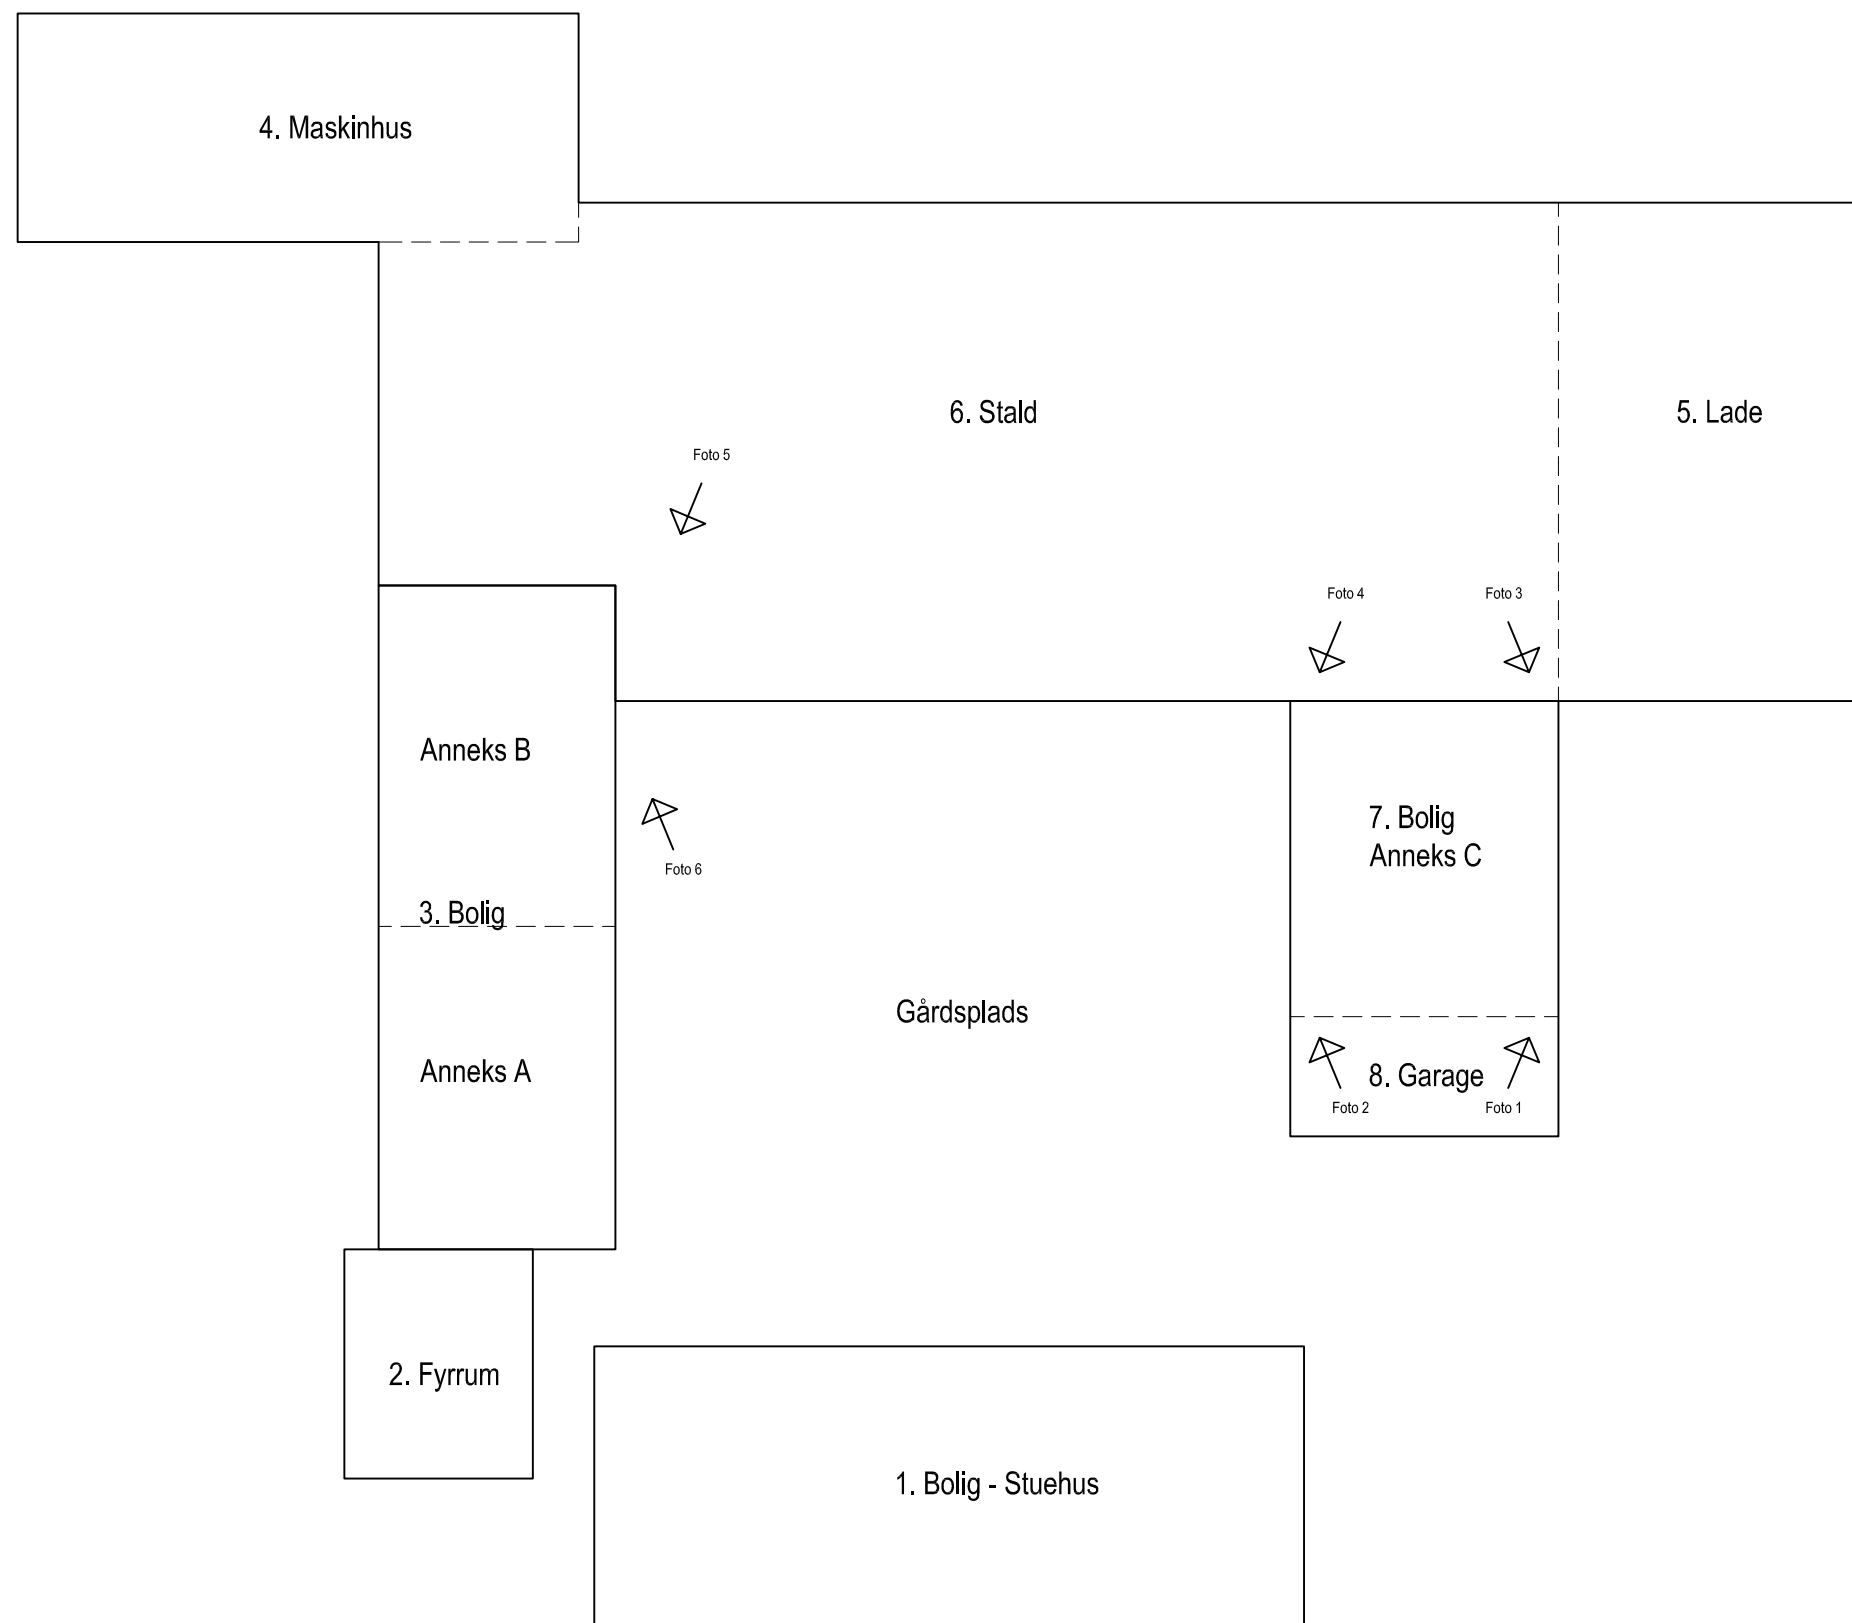 4. Maskinhus
6. Stald
5. Lade
Foto 5
Foto 4
Foto 3
Anneks B
7. Bolig
Anneks C
Foto 6
3. Bolig
Gårdsplads
Anneks A
8. Garage
Foto 2
Foto 1
2. Fyrrum
1. Bolig - Stuehus